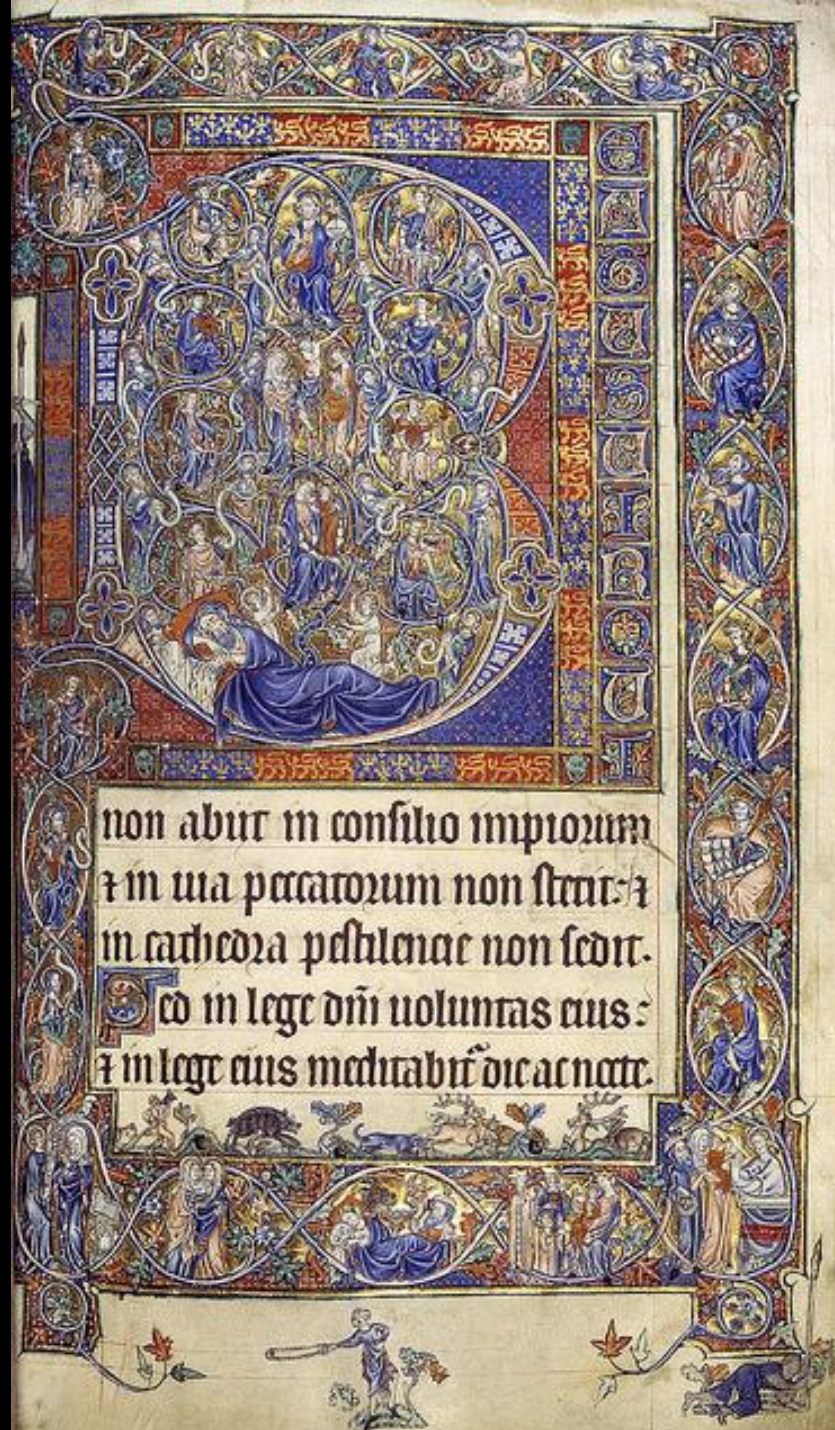 B
E
A
T
U
S
U
I
R
Q
U
I
non abiit in consilio impiorum
⁊ in uia peccatorum non stetit: ⁊
in cathedra pestilencie non sedit.
Sed in lege dñi uoluntas eius:
⁊ in lege eius meditabit᷑ die ac nocte.